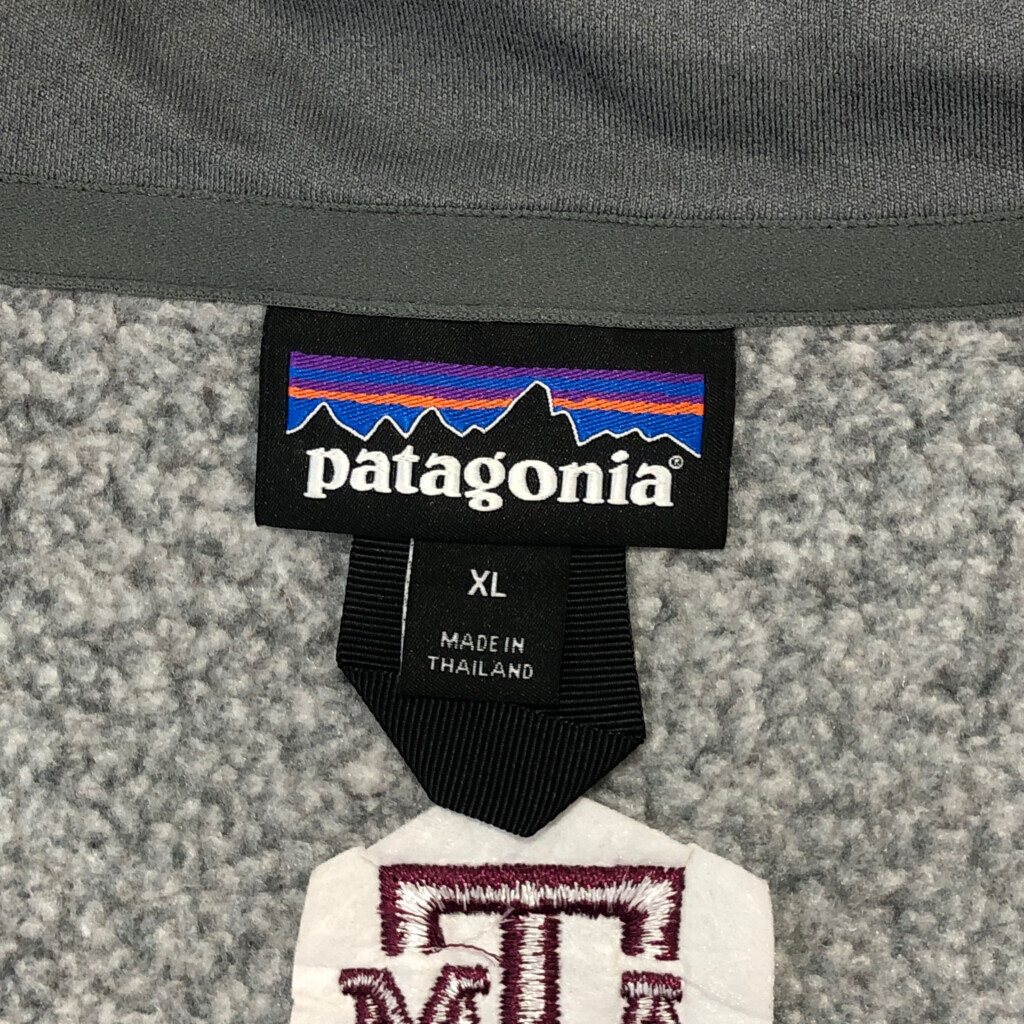 patagonia®
XL
MADE IN
THAILAND
T
M A